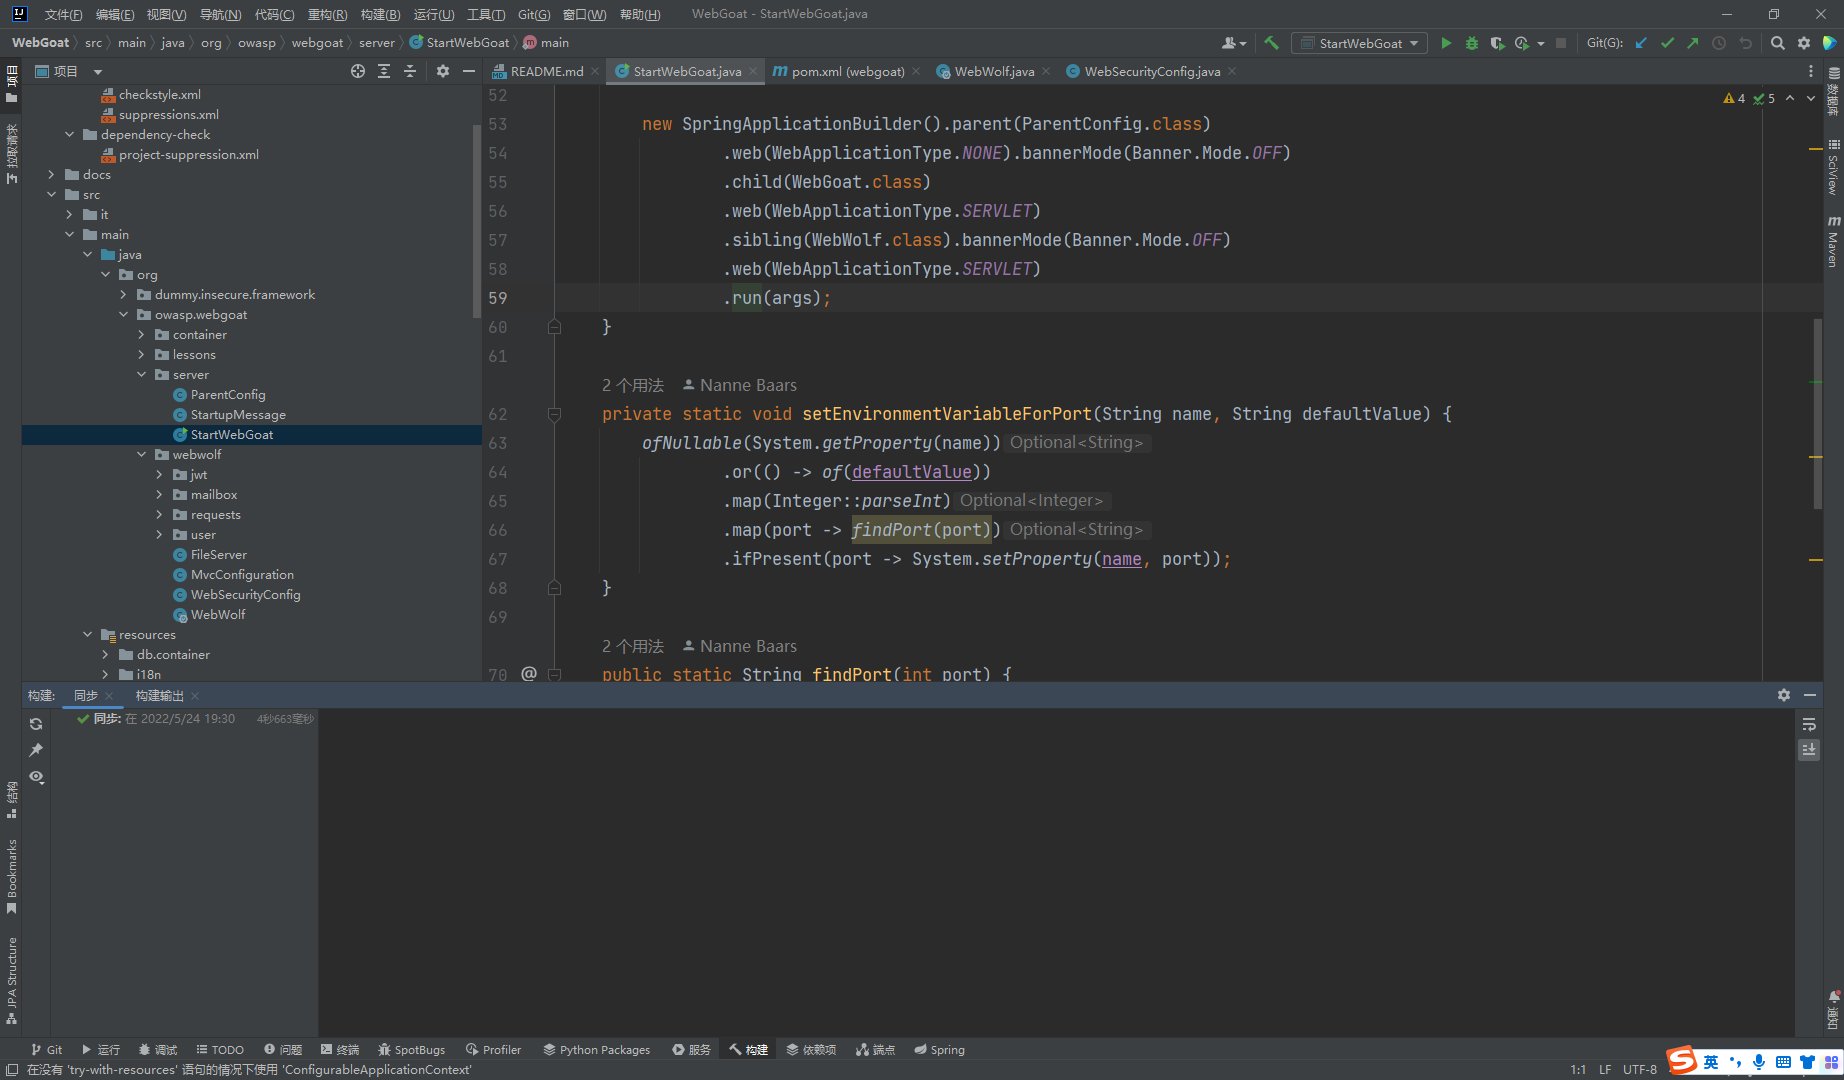 文件(F) 编辑(E) 视图(V) 导航(N) 代码(C) 重构(R) 构建(B) 运行(U) 工具(T) Git(G) 窗口(W) 帮助(H) WebGoat - StartWebGoat.java
WebGoat src main java org owasp webgoat server StartWebGoat main
StartWebGoat Git(G):
项目
README.md StartWebGoat.java pom.xml (webgoat) WebWolf.java WebSecurityConfig.java
项目
拉取请求
结构
Bookmarks
JPA Structure
checkstyle.xml
suppressions.xml
dependency-check
project-suppression.xml
docs
src
it
main
java
org
dummy.insecure.framework
owasp.webgoat
container
lessons
server
ParentConfig
StartupMessage
StartWebGoat
webwolf
jwt
mailbox
requests
user
FileServer
MvcConfiguration
WebSecurityConfig
WebWolf
resources
db.container
i18n
4 5
52
53 new SpringApplicationBuilder().parent(ParentConfig.class)
54 .web(WebApplicationType.NONE).bannerMode(Banner.Mode.OFF)
55 .child(WebGoat.class)
56 .web(WebApplicationType.SERVLET)
57 .sibling(WebWolf.class).bannerMode(Banner.Mode.OFF)
58 .web(WebApplicationType.SERVLET)
59 .run(args);
60 }
61
2 个用法 Nanne Baars
62 private static void setEnvironmentVariableForPort(String name, String defaultValue) {
63 ofNullable(System.getProperty(name)) Optional<String>
64 .or(() -> of(defaultValue))
65 .map(Integer::parseInt) Optional<Integer>
66 .map(port -> findPort(port)) Optional<String>
67 .ifPresent(port -> System.setProperty(name, port));
68 }
69
2 个用法 Nanne Baars
70 @ public static String findPort(int port) {
数据库
SciView
Maven
通知
构建: 同步 构建输出
同步: 在 2022/5/24 19:30 4秒663毫秒
Git 运行 调试 TODO 问题 终端 SpotBugs Profiler Python Packages 服务 构建 依赖项 端点 Spring
在没有 'try-with-resources' 语句的情况下使用 'ConfigurableApplicationContext' 1:1 LF UTF-8 英